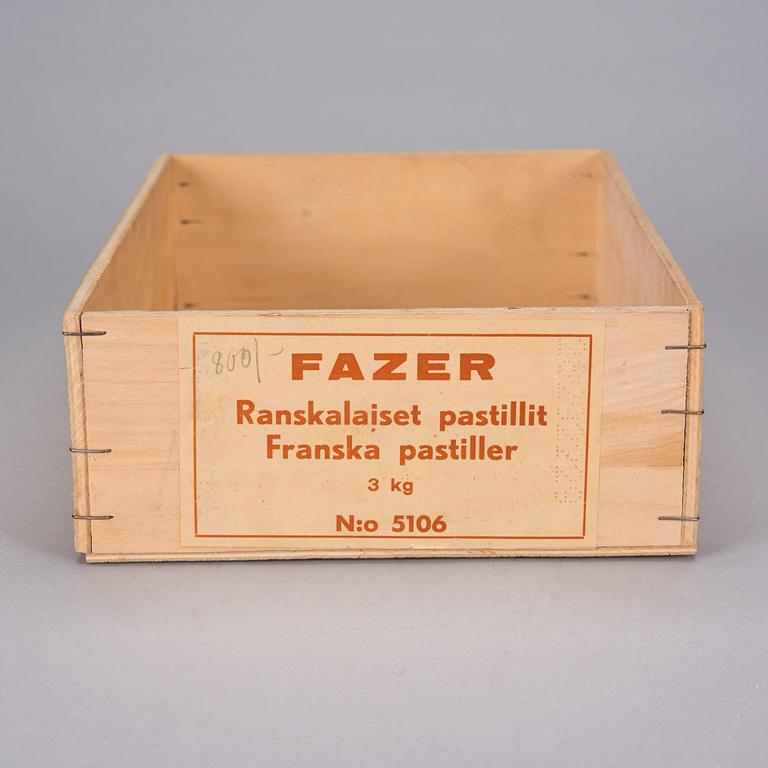 800/-
FAZER
Ranskalaiset pastillit
Franska pastiller
3 kg
N:o 5106